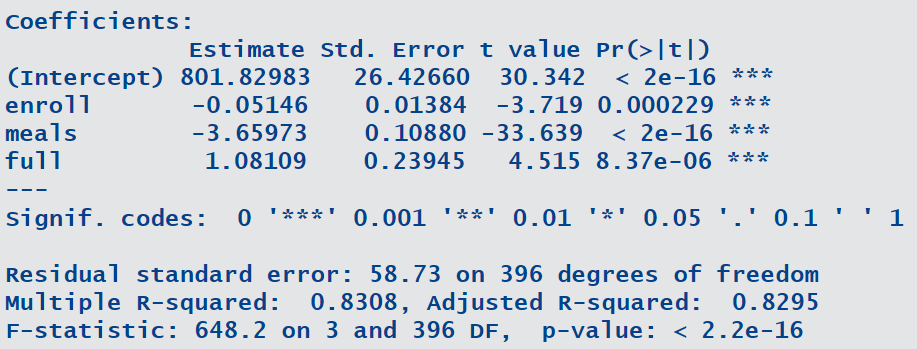 Coefficients:
Estimate Std. Error t value Pr(>|t|)
(Intercept) 801.82983 26.42660 30.342 < 2e-16 ***
enroll -0.05146 0.01384 -3.719 0.000229 ***
meals -3.65973 0.10880 -33.639 < 2e-16 ***
full 1.08109 0.23945 4.515 8.37e-06 ***
---
Signif. codes: 0 '***' 0.001 '**' 0.01 '*' 0.05 '.' 0.1 ' ' 1
Residual standard error: 58.73 on 396 degrees of freedom
Multiple R-squared: 0.8308, Adjusted R-squared: 0.8295
F-statistic: 648.2 on 3 and 396 DF, p-value: < 2.2e-16